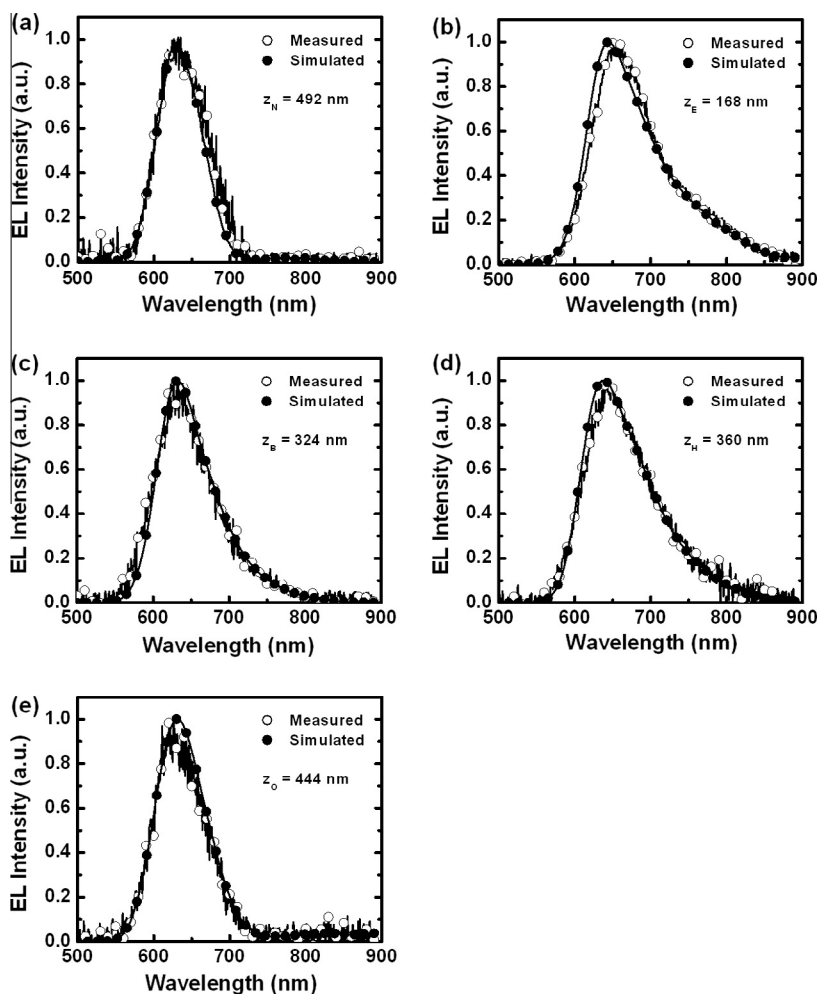 (a)
EL Intensity (a.u.)
1.0
0.8
0.6
0.4
0.2
0.0
Measured
Simulated
z_N = 492 nm
500 600 700 800 900
Wavelength (nm)
(b)
EL Intensity (a.u.)
1.0
0.8
0.6
0.4
0.2
0.0
Measured
Simulated
z_E = 168 nm
500 600 700 800 900
Wavelength (nm)
(c)
EL Intensity (a.u.)
1.0
0.8
0.6
0.4
0.2
0.0
Measured
Simulated
z_B = 324 nm
500 600 700 800 900
Wavelength (nm)
(d)
EL Intensity (a.u.)
1.0
0.8
0.6
0.4
0.2
0.0
Measured
Simulated
z_H = 360 nm
500 600 700 800 900
Wavelength (nm)
(e)
EL Intensity (a.u.)
1.0
0.8
0.6
0.4
0.2
0.0
Measured
Simulated
z_O = 444 nm
500 600 700 800 900
Wavelength (nm)